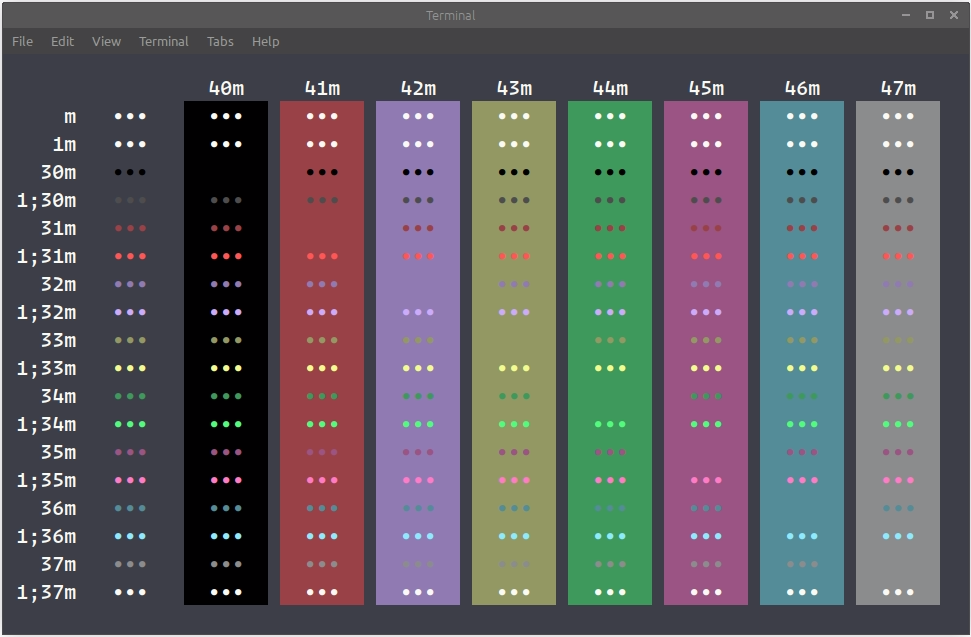 Terminal
File Edit View Terminal Tabs Help
40m 41m 42m 43m 44m 45m 46m 47m
m ••• ••• ••• ••• ••• ••• ••• ••• •••
1m ••• ••• ••• ••• ••• ••• ••• ••• •••
30m ••• ••• ••• ••• ••• ••• ••• •••
1;30m ••• ••• ••• ••• ••• ••• ••• ••• •••
31m ••• ••• ••• ••• ••• ••• ••• •••
1;31m ••• ••• ••• ••• ••• ••• ••• ••• •••
32m ••• ••• ••• ••• ••• ••• ••• •••
1;32m ••• ••• ••• ••• ••• ••• ••• ••• •••
33m ••• ••• ••• ••• ••• ••• ••• •••
1;33m ••• ••• ••• ••• ••• ••• ••• ••• •••
34m ••• ••• ••• ••• ••• ••• ••• •••
1;34m ••• ••• ••• ••• ••• ••• ••• ••• •••
35m ••• ••• ••• ••• ••• ••• ••• •••
1;35m ••• ••• ••• ••• ••• ••• ••• ••• •••
36m ••• ••• ••• ••• ••• ••• ••• •••
1;36m ••• ••• ••• ••• ••• ••• ••• ••• •••
37m ••• ••• ••• ••• ••• ••• ••• •••
1;37m ••• ••• ••• ••• ••• ••• ••• ••• •••